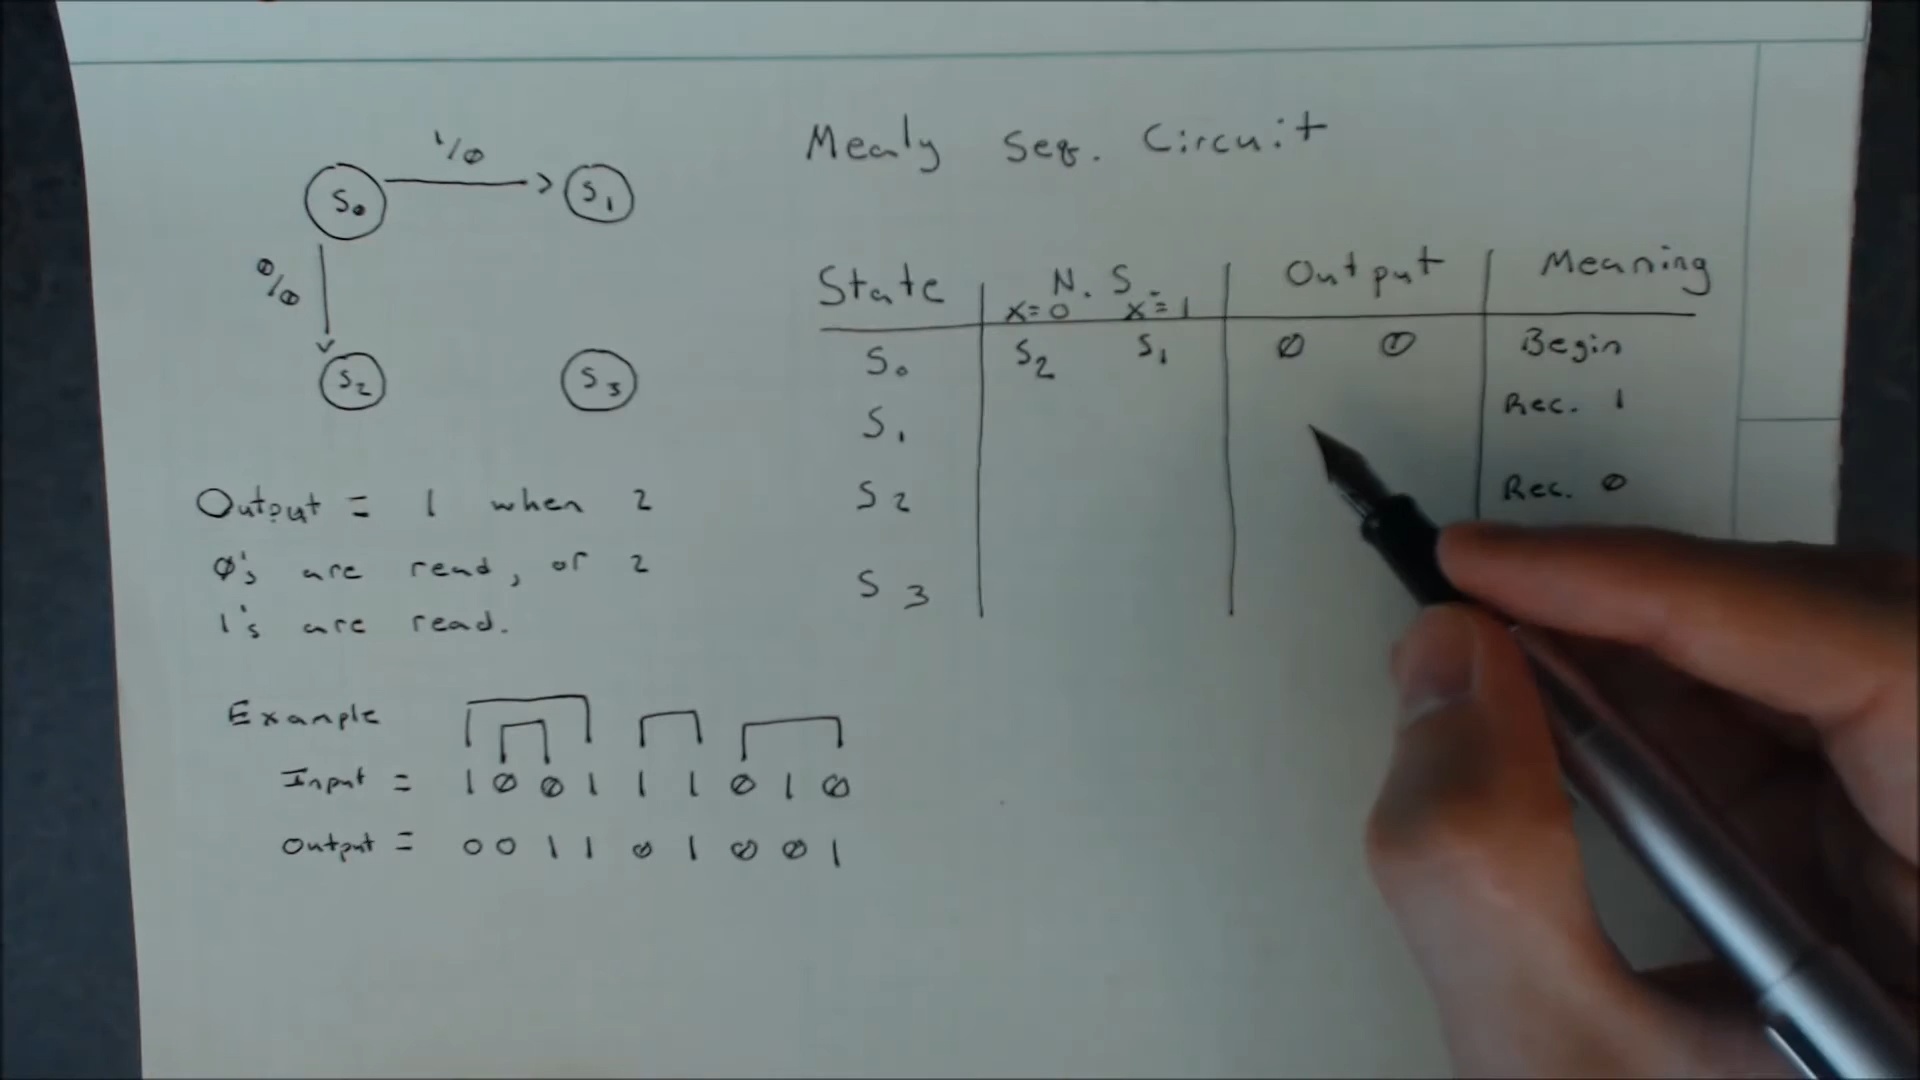 Mealy Seq. Circuit
1/0
S0
S1
0/0
S2
S3
State N. S. Output Meaning
x=0 x=1
S0 S2 S1 0 0 Begin
S1 Rec. 1
S2 Rec. 0
S3
Output = 1 when 2
0's are read, or 2
1's are read.
Example
Input = 1 0 0 1 1 1 0 1 0
Output = 0 0 1 1 0 1 0 0 1